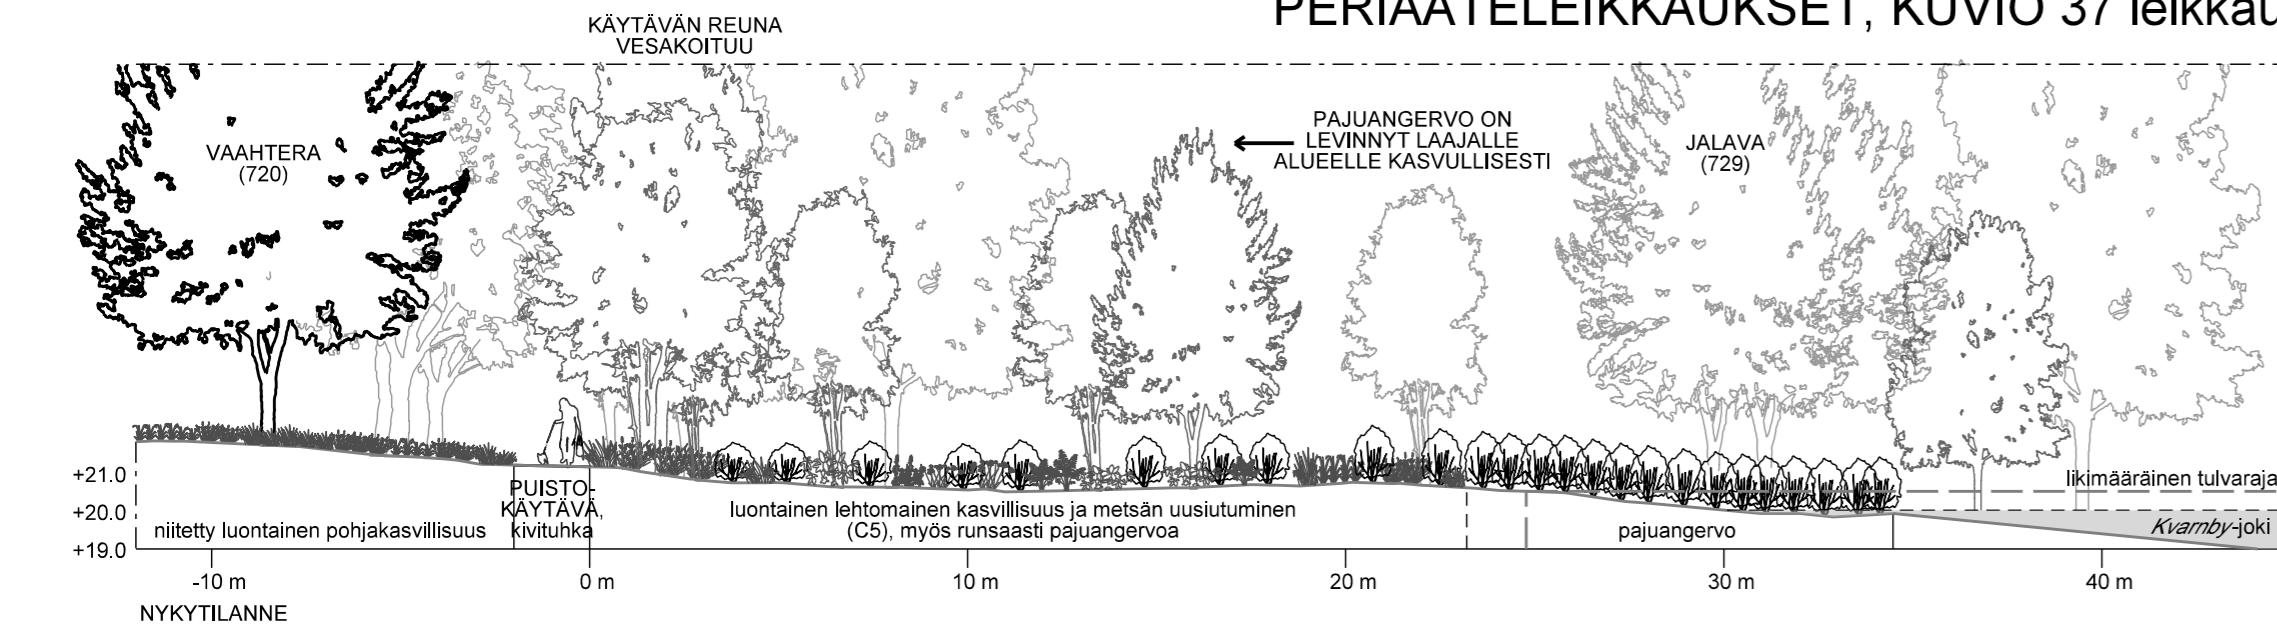 PERIAATELEIKKAUKSET, KUVIO 37 leikkau
KÄYTÄVÄN REUNA
VESAKOITUU
VAAHTERA
(720)
PAJUANGERVO ON
LEVINNYT LAAJALLE
ALUEELLE KASVULLISESTI
JALAVA
(729)
+21.0
+20.0
+19.0
niitetty luontainen pohjakasvillisuus
PUISTO-
KÄYTÄVÄ,
kivituhka
luontainen lehtomainen kasvillisuus ja metsän uusiutuminen
(C5), myös runsaasti pajuangervoa
pajuangervo
likimääräinen tulvaraja
Kvarnby-joki
-10 m
0 m
10 m
20 m
30 m
40 m
NYKYTILANNE